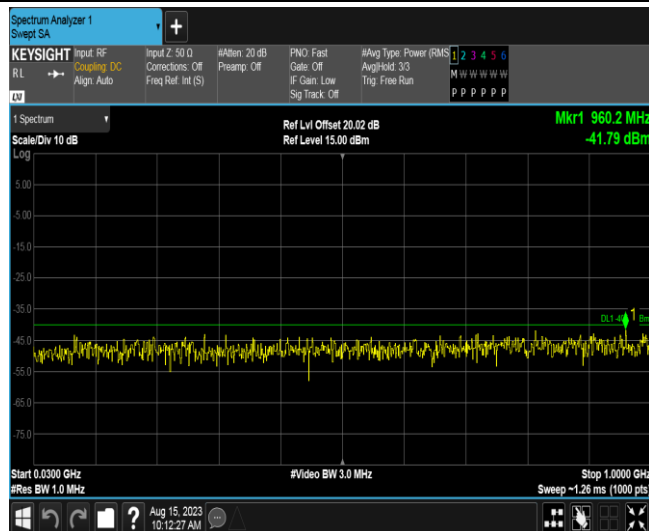 Spectrum Analyzer 1
Swept SA
+
KEYSIGHT
RL
LXI
Input: RF
Coupling: DC
Align: Auto
Input Z: 50 Ω
Corrections: Off
Freq Ref: Int (S)
#Atten: 20 dB
Preamp: Off
PNO: Fast
Gate: Off
IF Gain: Low
Sig Track: Off
#Avg Type: Power (RMS
Avg|Hold: 3/3
Trig: Free Run
1 2 3 4 5 6
M W W W W W
P P P P P P
1 Spectrum
Scale/Div 10 dB
Log
Ref Lvl Offset 20.02 dB
Ref Level 15.00 dBm
Mkr1 960.2 MHz
-41.79 dBm
5.00
-5.00
-15.0
-25.0
-35.0
-45.0
-55.0
-65.0
-75.0
DL1 -40
1
Start 0.0300 GHz
#Res BW 1.0 MHz
#Video BW 3.0 MHz
Stop 1.0000 GHz
Sweep ~1.26 ms (1000 pts)
?
Aug 15, 2023
10:12:27 AM